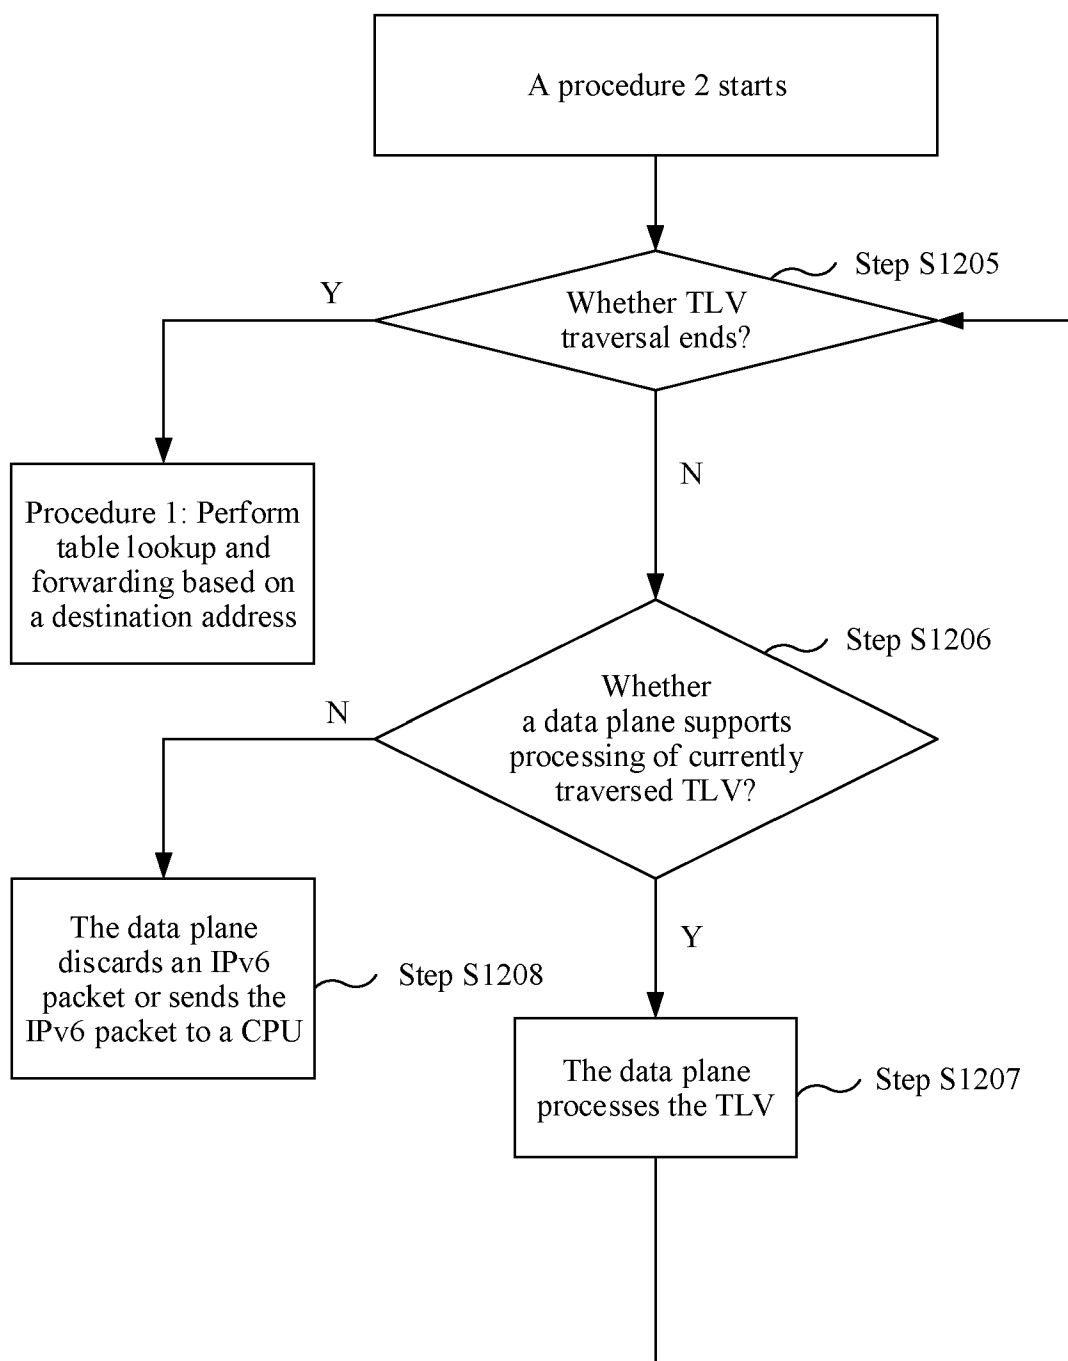 A procedure 2 starts
Step S1205
Y
Whether TLV
traversal ends?
N
Procedure 1: Perform
table lookup and
forwarding based on
a destination address
Step S1206
Whether
a data plane supports
processing of currently
traversed TLV?
N
The data plane
discards an IPv6
packet or sends the
IPv6 packet to a CPU
Step S1208
Y
The data plane
processes the TLV
Step S1207